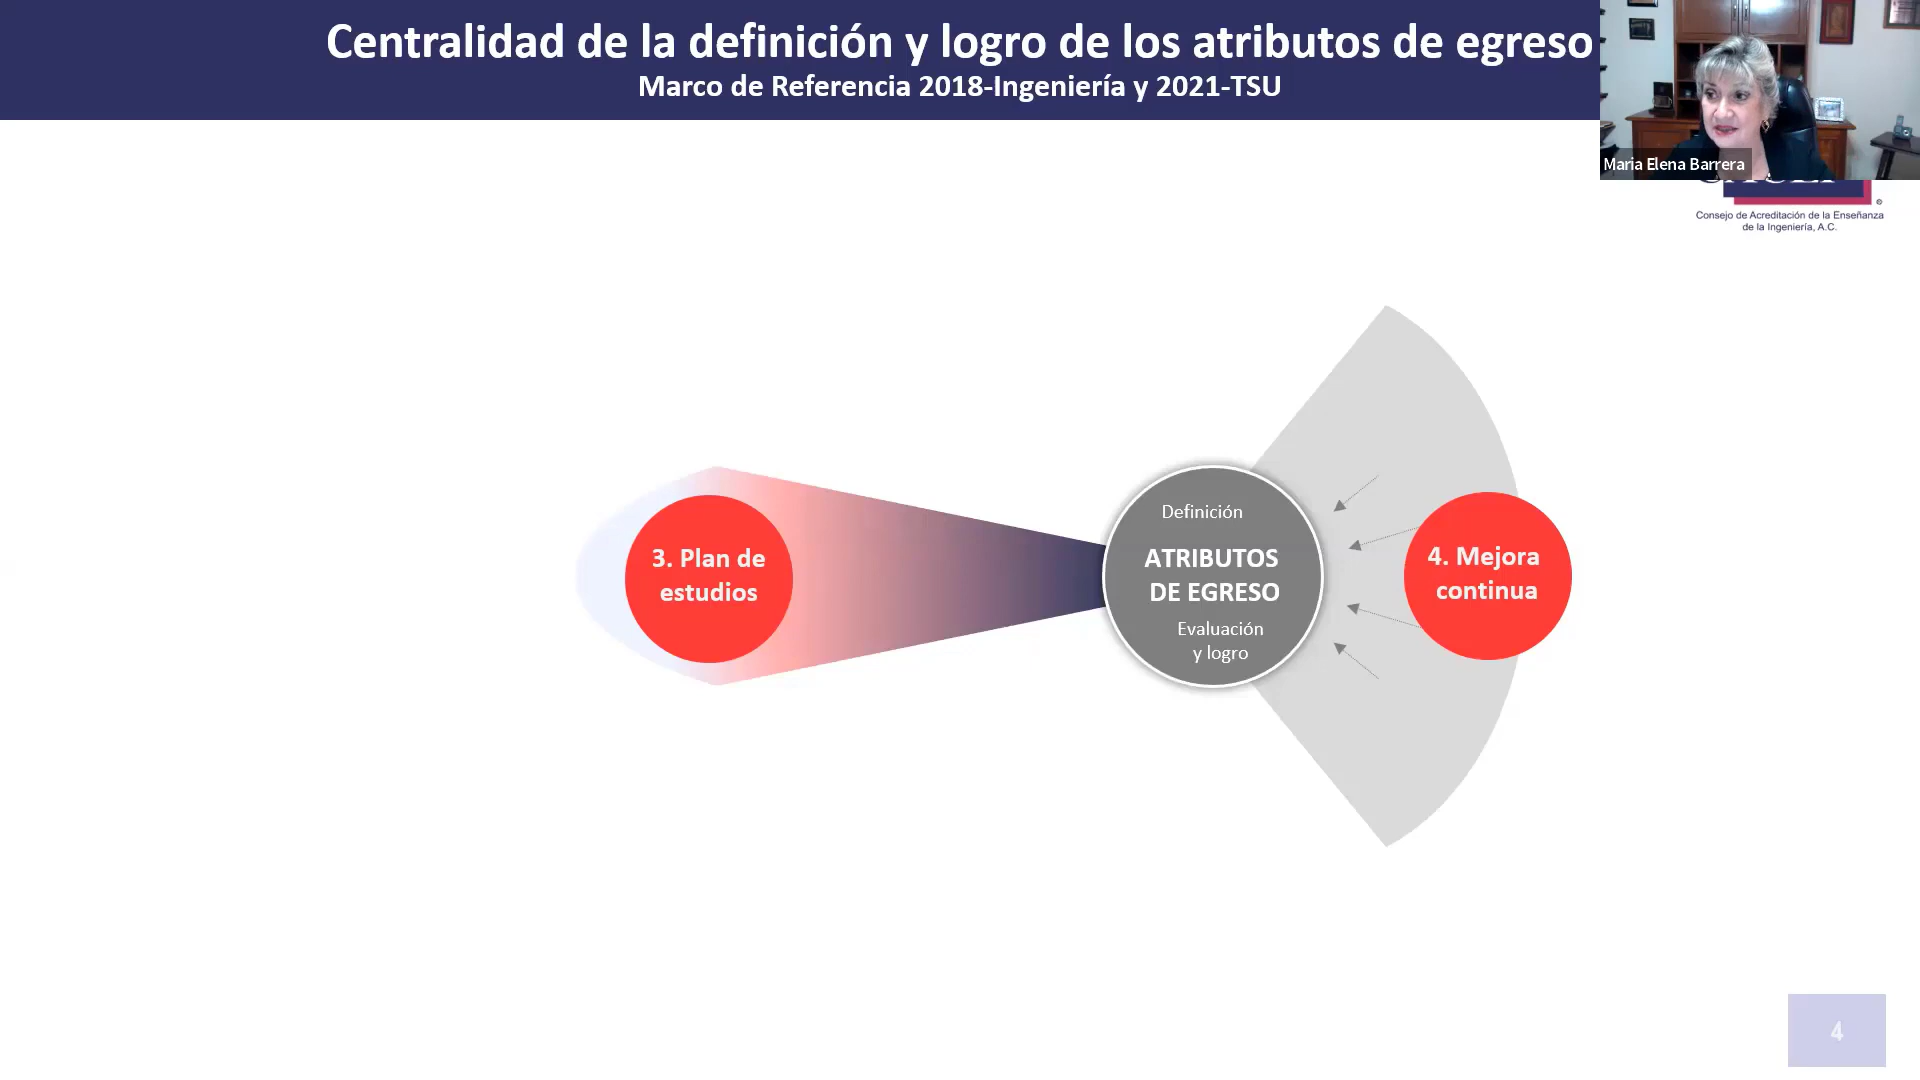 Centralidad de la definición y logro de los atributos de egreso
Marco de Referencia 2018-Ingeniería y 2021-TSU
Maria Elena Barrera
®
Consejo de Acreditación de la Enseñanza
de la Ingeniería, A.C.
3. Plan de
estudios
Definición
ATRIBUTOS
DE EGRESO
Evaluación
y logro
4. Mejora
continua
4